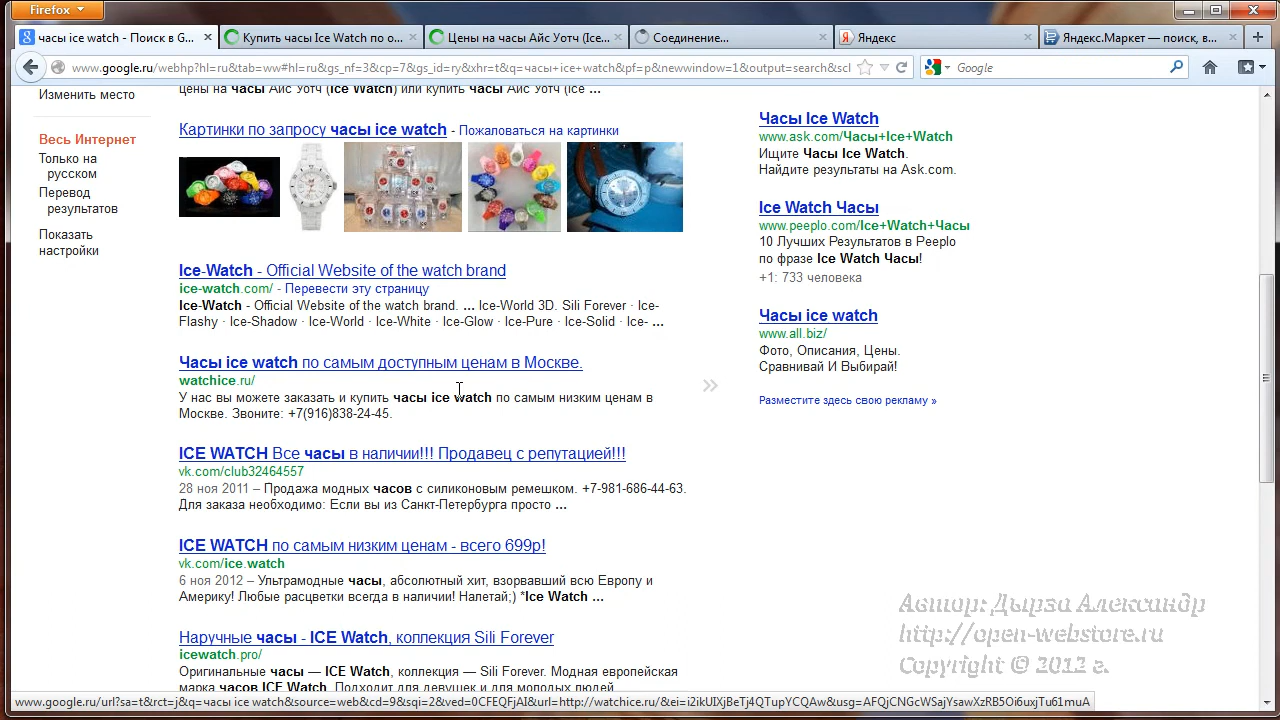 Firefox
часы ice watch - Поиск в G...
Купить часы Ice Watch по о...
Цены на часы Айс Уотч (Ice...
Соединение...
Яндекс
Яндекс.Маркет — поиск, в...
www.google.ru/webhp?hl=ru&tab=ww#hl=ru&gs_nf=3&cp=7&gs_id=ry&xhr=t&q=часы+ice+watch&pf=p&newwindow=1&output=search&scl
Google
Изменить место
Весь Интернет
Только на
русском
Перевод
результатов
Показать
настройки
цены на часы Айс Уотч (Ice Watch) или купить часы Айс Уотч (Ice ...
Картинки по запросу часы ice watch - Пожаловаться на картинки
Ice-Watch - Official Website of the watch brand
ice-watch.com/ - Перевести эту страницу
Ice-Watch - Official Website of the watch brand. ... Ice-World 3D. Sili Forever · Ice-
Flashy · Ice-Shadow · Ice-World · Ice-White · Ice-Glow · Ice-Pure · Ice-Solid · Ice- ...
Часы ice watch по самым доступным ценам в Москве.
watchice.ru/
У нас вы можете заказать и купить часы ice watch по самым низким ценам в
Москве. Звоните: +7(916)838-24-45.
ICE WATCH Все часы в наличии!!! Продавец с репутацией!!!
vk.com/club32464557
28 ноя 2011 – Продажа модных часов с силиконовым ремешком. +7-981-686-44-63.
Для заказа необходимо: Если вы из Санкт-Петербурга просто ...
ICE WATCH по самым низким ценам - всего 699р!
vk.com/ice.watch
6 ноя 2012 – Ультрамодные часы, абсолютный хит, взорвавший всю Европу и
Америку! Любые расцветки всегда в наличии! Налетай;) *Ice Watch ...
Наручные часы - ICE Watch, коллекция Sili Forever
icewatch.pro/
Оригинальные часы — ICE Watch, коллекция — Sili Forever. Модная европейская
марка часов ICE Watch. Подходит для девушек и для молодых людей
Часы Ice Watch
www.ask.com/Часы+Ice+Watch
Ищите Часы Ice Watch.
Найдите результаты на Ask.com.
Ice Watch Часы
www.peeplo.com/Ice+Watch+Часы
10 Лучших Результатов в Peeplo
по фразе Ice Watch Часы!
+1: 733 человека
Часы ice watch
www.all.biz/
Фото, Описания, Цены.
Сравнивай И Выбирай!
Разместите здесь свою рекламу »
Автор: Дырза Александр
http://open-webstore.ru
Copyright © 2012 г.
www.google.ru/url?sa=t&rct=j&q=часы ice watch&source=web&cd=9&sqi=2&ved=0CFEQFjAI&url=http://watchice.ru/&ei=i2ikUIXjBeTj4QTupYCQAw&usg=AFQjCNGcWSajYsawXzRB5Oi6uxjTu61muA